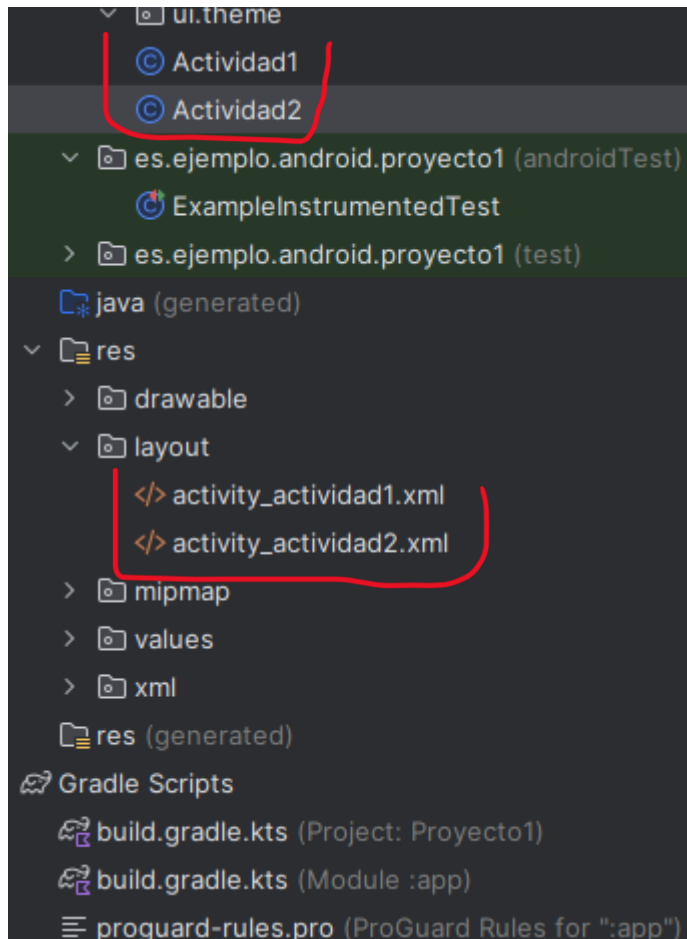 ui.theme
Actividad1
Actividad2
es.ejemplo.android.proyecto1 (androidTest)
ExampleInstrumentedTest
es.ejemplo.android.proyecto1 (test)
java (generated)
res
drawable
layout
activity_actividad1.xml
activity_actividad2.xml
mipmap
values
xml
res (generated)
Gradle Scripts
build.gradle.kts (Project: Proyecto1)
build.gradle.kts (Module :app)
proguard-rules.pro (ProGuard Rules for ":app")